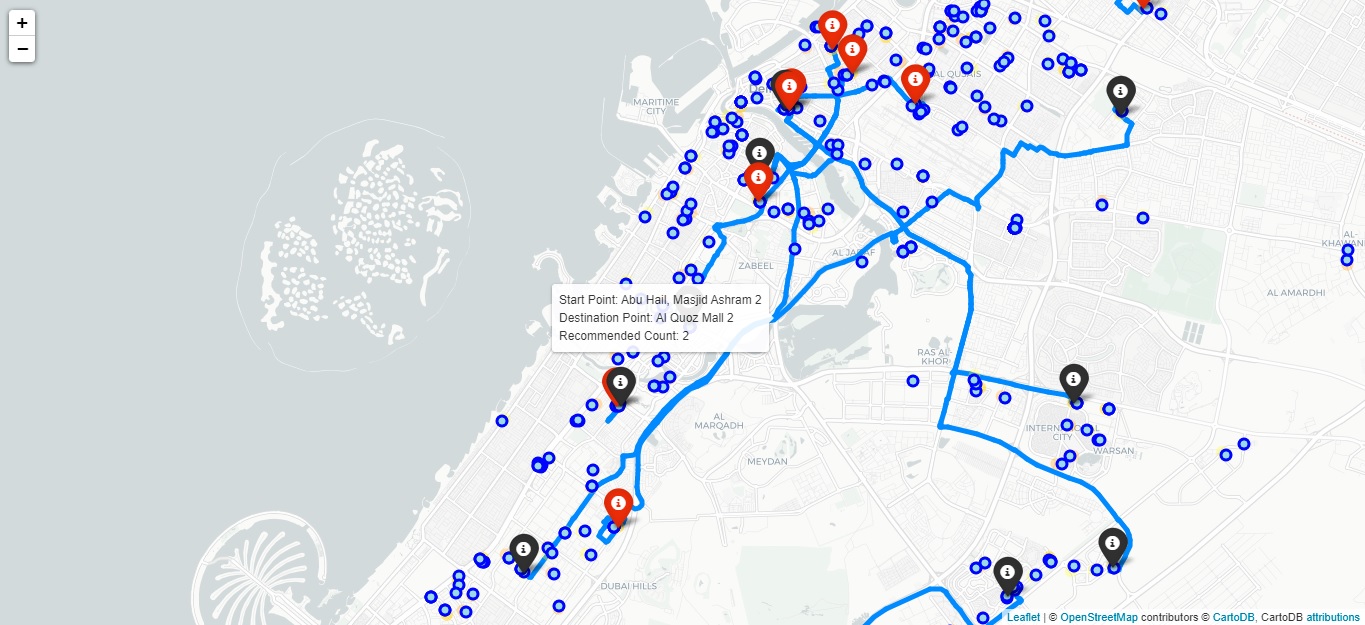 +
−
MARITIME
CITY
De
AL QUSAIS
AL-
KHAWAN
ZABEEL
AL JADAF
AL AMARDHI
Start Point: Abu Hail, Masjid Ashram 2
Destination Point: Al Quoz Mall 2
Recommended Count: 2
RAS AL-
KHOR
AL
MARQADH
INTERNATIONAL
CITY
WARSAN
MEYDAN
DUBAI HILLS
Leaflet | © OpenStreetMap contributors © CartoDB, CartoDB attributions